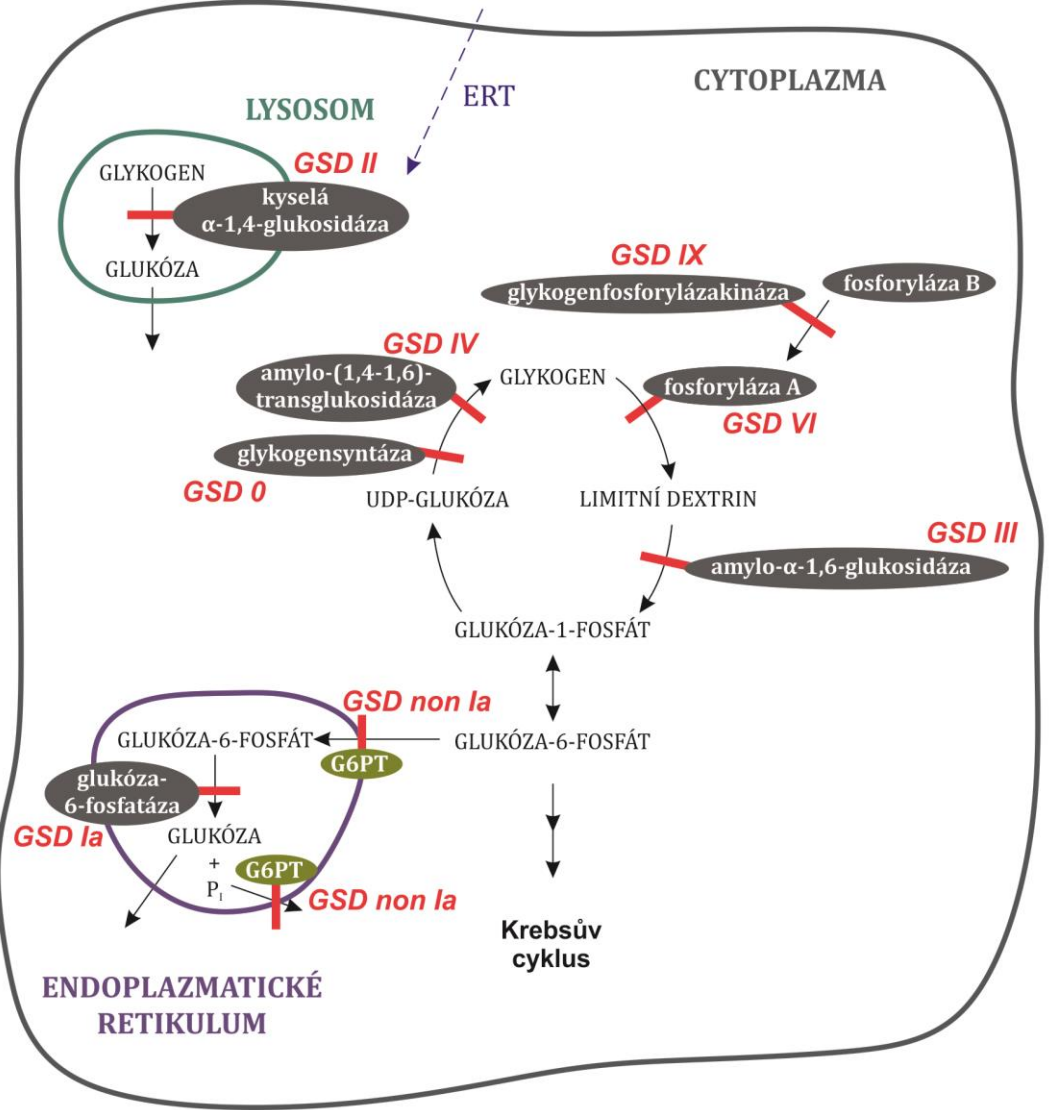 CYTOPLAZMA
ERT
LYSOSOM
GSD II
GLYKOGEN
kyselá
α-1,4-glukosidáza
GLUKÓZA
GSD IX
glykogenfosforylázakináza
fosforyláza B
GSD IV
amylo-(1,4-1,6)-
transglukosidáza
GLYKOGEN
fosforyláza A
GSD VI
glykogensyntáza
GSD 0
UDP-GLUKÓZA
LIMITNÍ DEXTRIN
GSD III
amylo-α-1,6-glukosidáza
GLUKÓZA-1-FOSFÁT
GSD non Ia
GLUKÓZA-6-FOSFÁT
GLUKÓZA-6-FOSFÁT
G6PT
glukóza-
6-fosfatáza
GSD Ia
GLUKÓZA
+
G6PT
Pi
GSD non Ia
Krebsův
cyklus
ENDOPLAZMATICKÉ
RETIKULUM